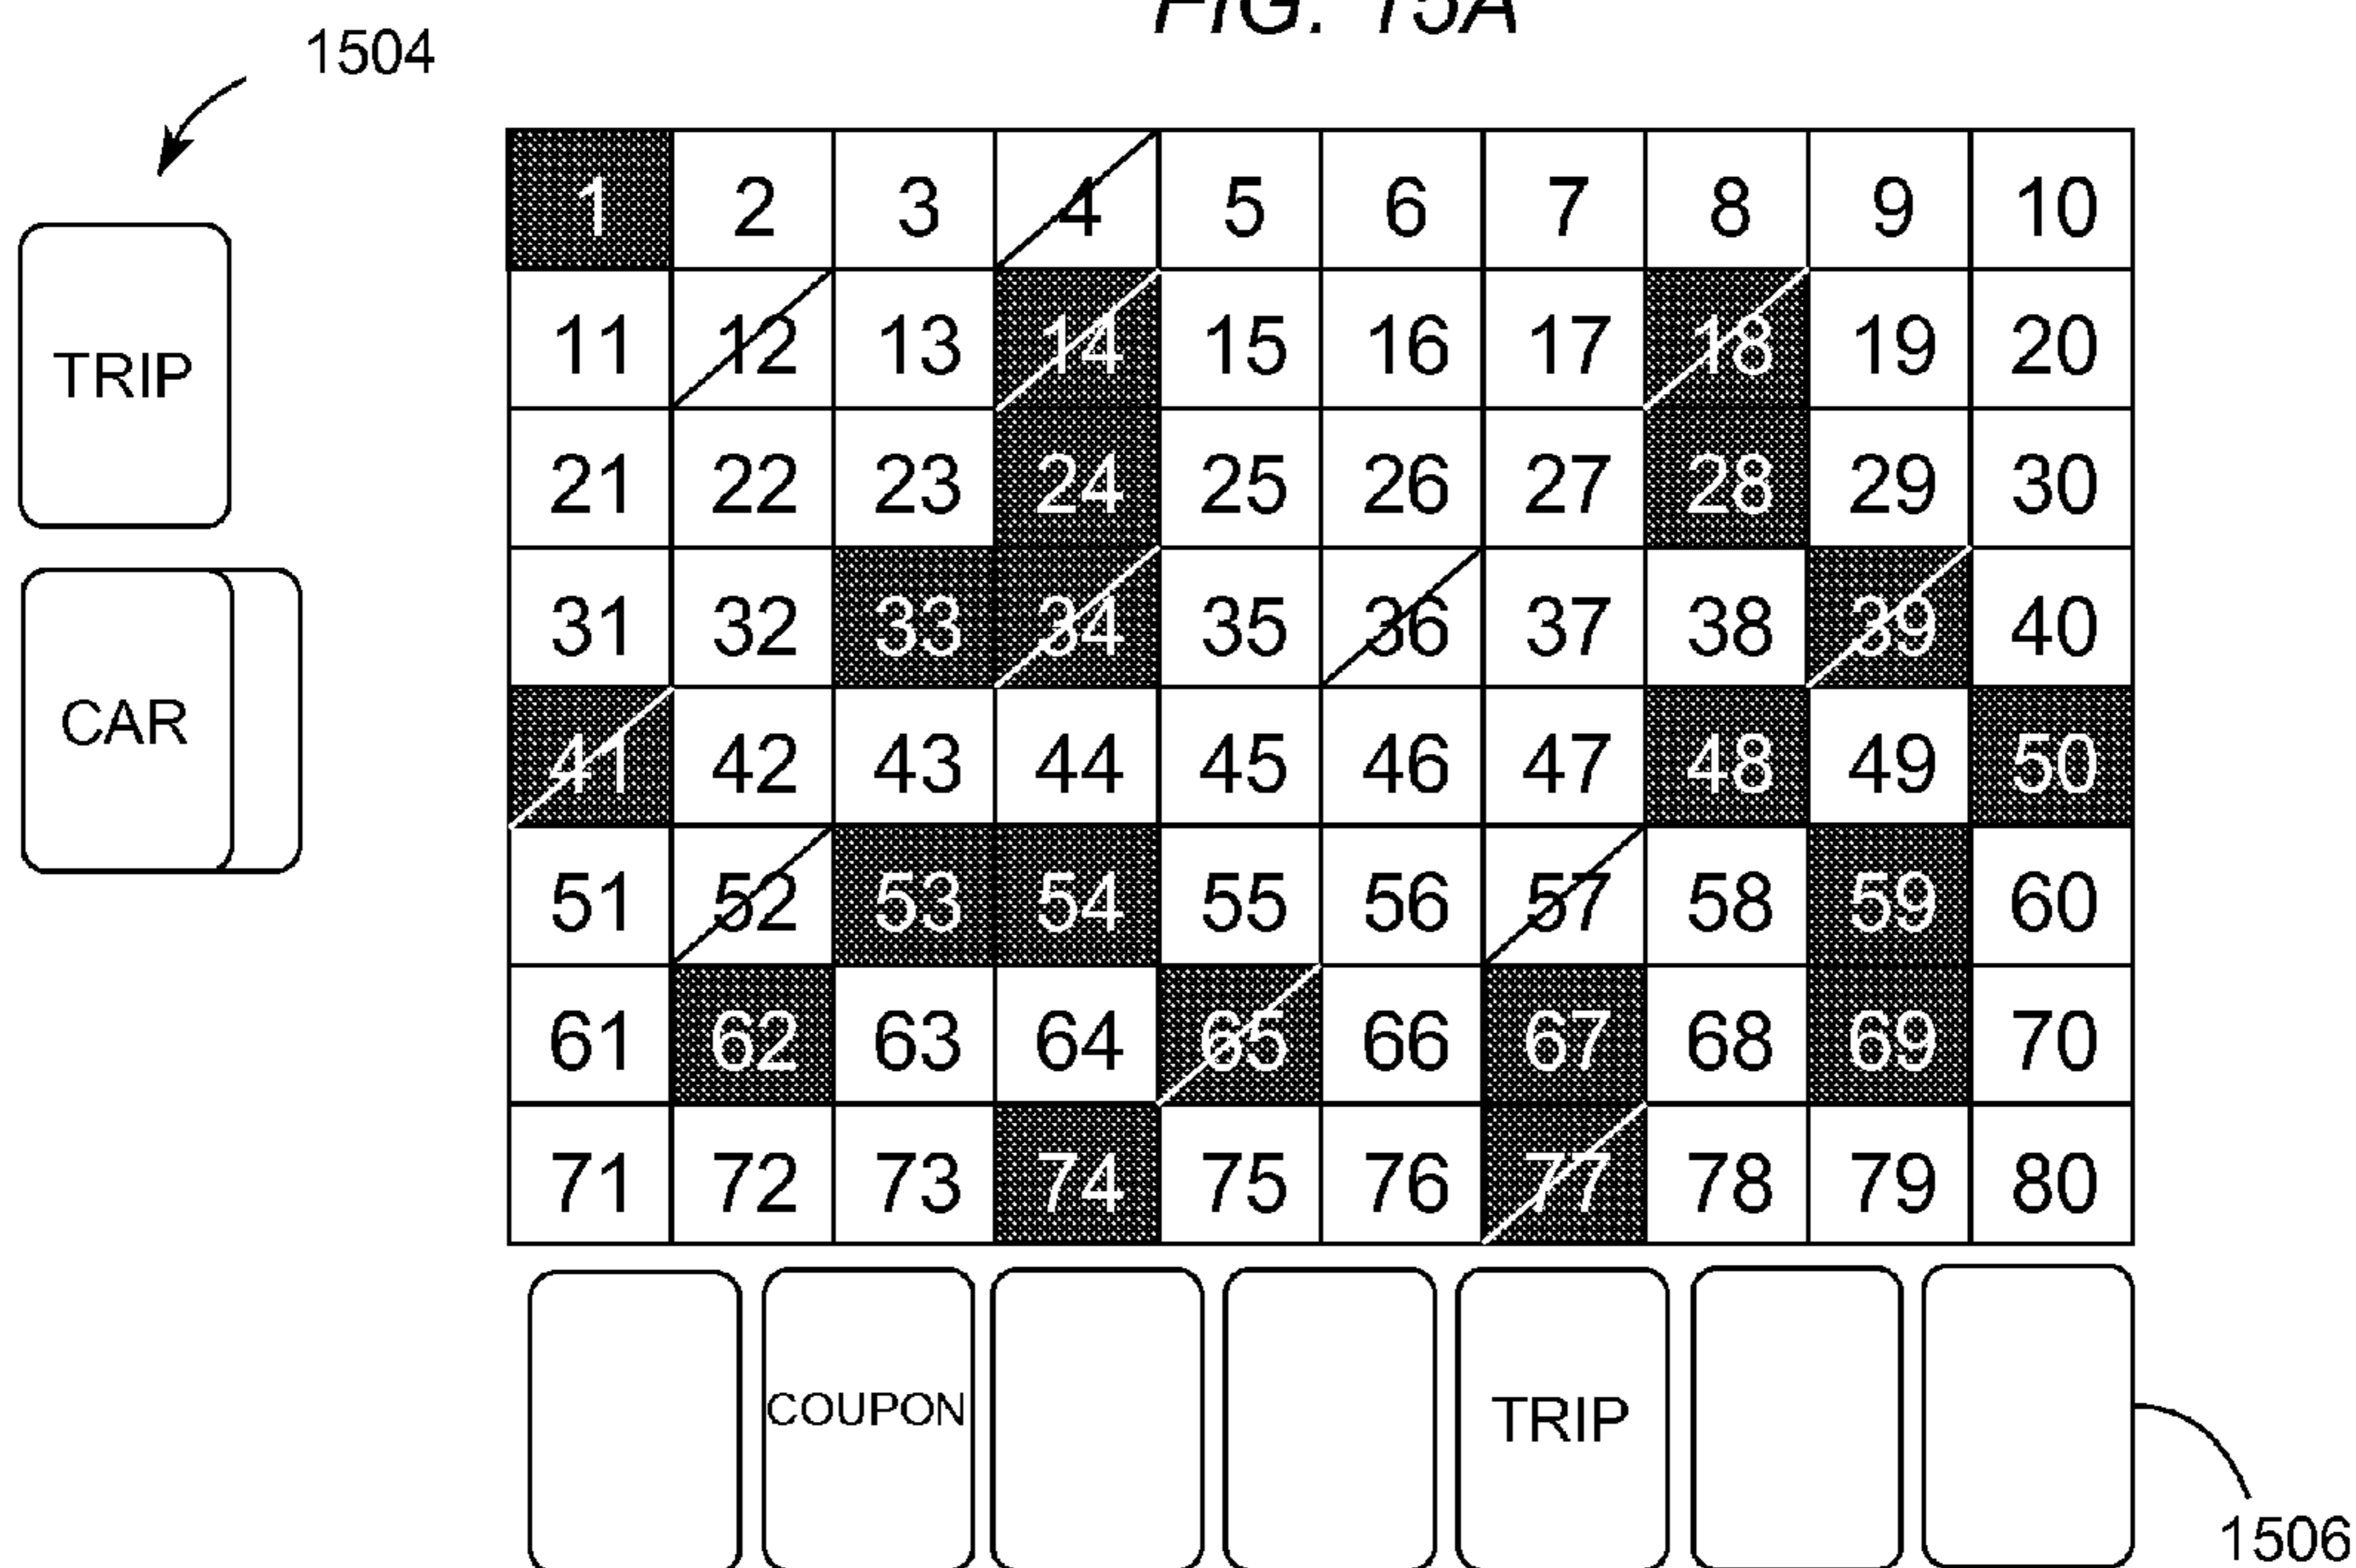 FIG. 15A
1504
1 2 3 4 5 6 7 8 9 10
11 12 13 14 15 16 17 18 19 20
TRIP
21 22 23 24 25 26 27 28 29 30
31 32 33 34 35 36 37 38 39 40
CAR
41 42 43 44 45 46 47 48 49 50
51 52 53 54 55 56 57 58 59 60
61 62 63 64 65 66 67 68 69 70
71 72 73 74 75 76 77 78 79 80
COUPON
TRIP
1506